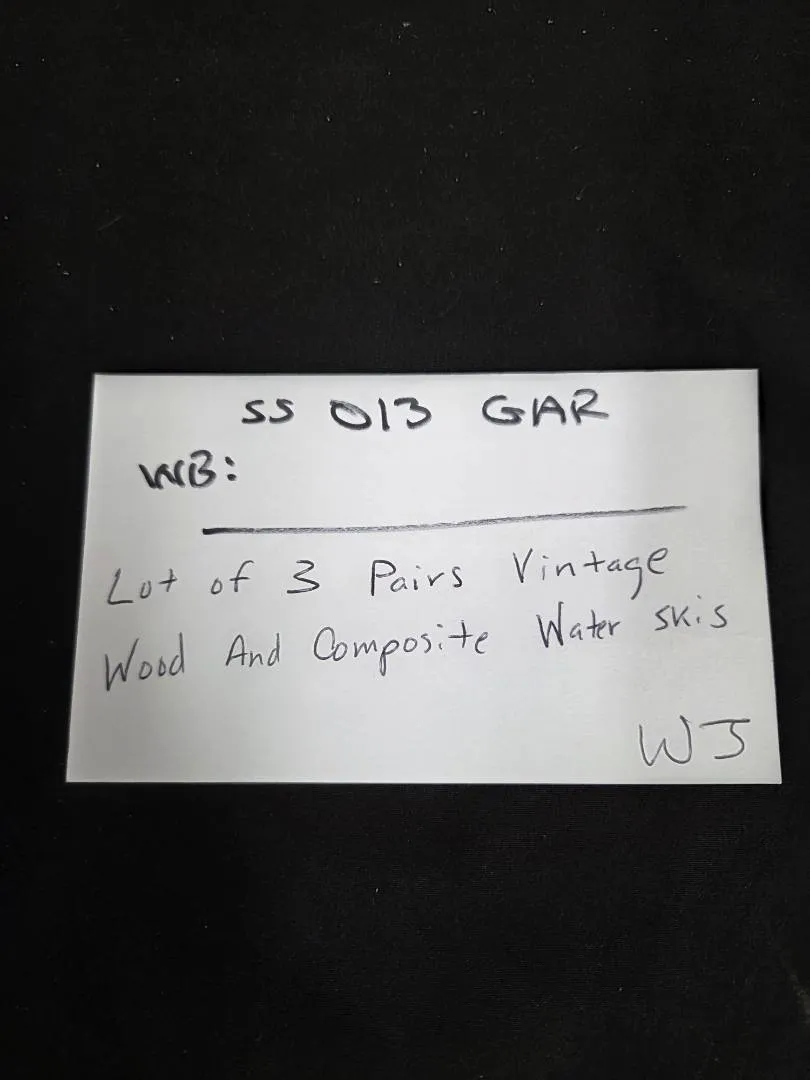 SS 013 GAR
WB:
Lot of 3 Pairs Vintage
Wood And Composite Water skis
WJ